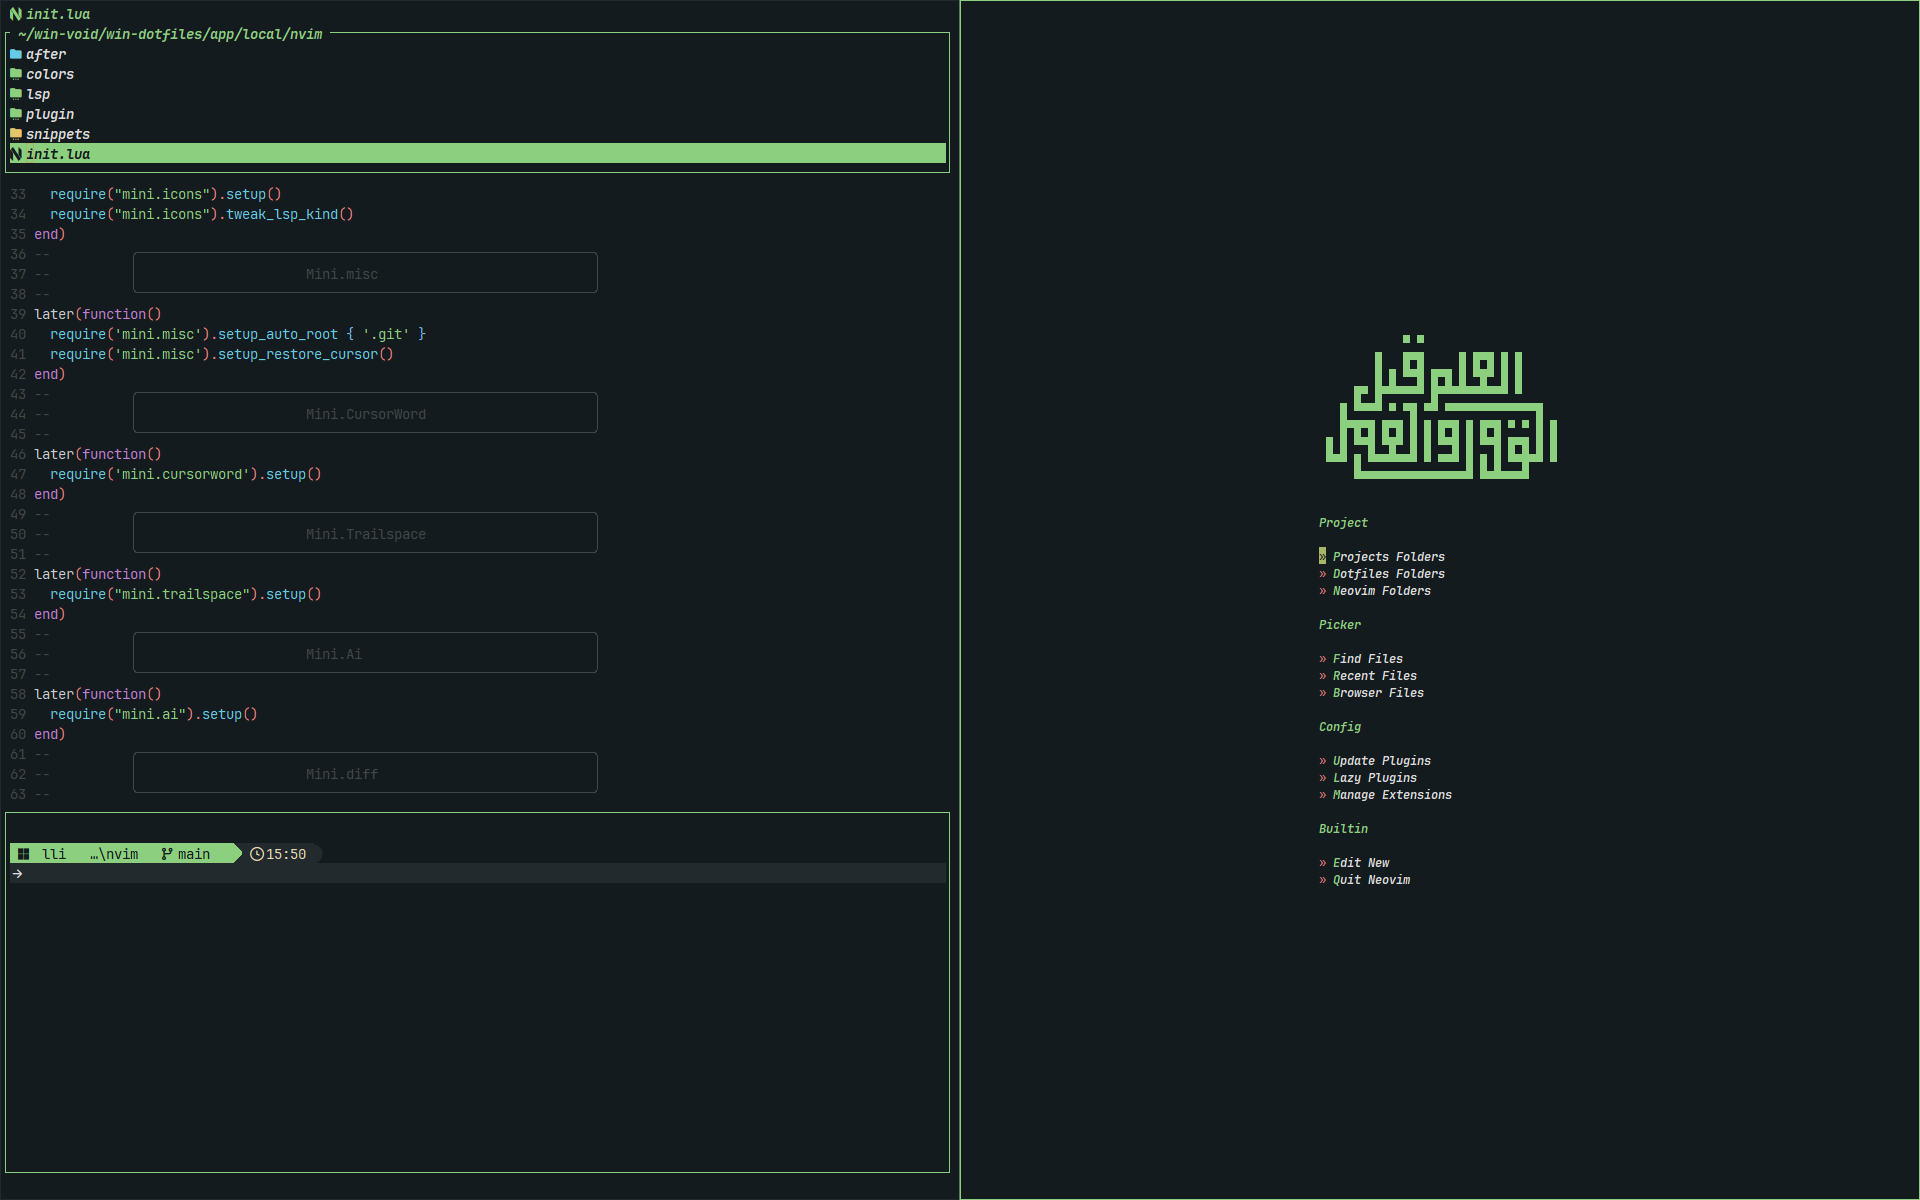 init.lua
~/win-void/win-dotfiles/app/local/nvim
after
colors
lsp
plugin
snippets
init.lua
33 require("mini.icons").setup()
34 require("mini.icons").tweak_lsp_kind()
35 end)
36 --
37 -- Mini.misc
38 --
39 later(function()
40 require('mini.misc').setup_auto_root { '.git' }
41 require('mini.misc').setup_restore_cursor()
42 end)
43 --
44 -- Mini.CursorWord
45 --
46 later(function()
47 require('mini.cursorword').setup()
48 end)
49 --
50 -- Mini.Trailspace
51 --
52 later(function()
53 require("mini.trailspace").setup()
54 end)
55 --
56 -- Mini.Ai
57 --
58 later(function()
59 require("mini.ai").setup()
60 end)
61 --
62 -- Mini.diff
63 --
lli …\nvim main 15:50
→
العلم قبل
القول و العمل
Project
» Projects Folders
» Dotfiles Folders
» Neovim Folders
Picker
» Find Files
» Recent Files
» Browser Files
Config
» Update Plugins
» Lazy Plugins
» Manage Extensions
Builtin
» Edit New
» Quit Neovim